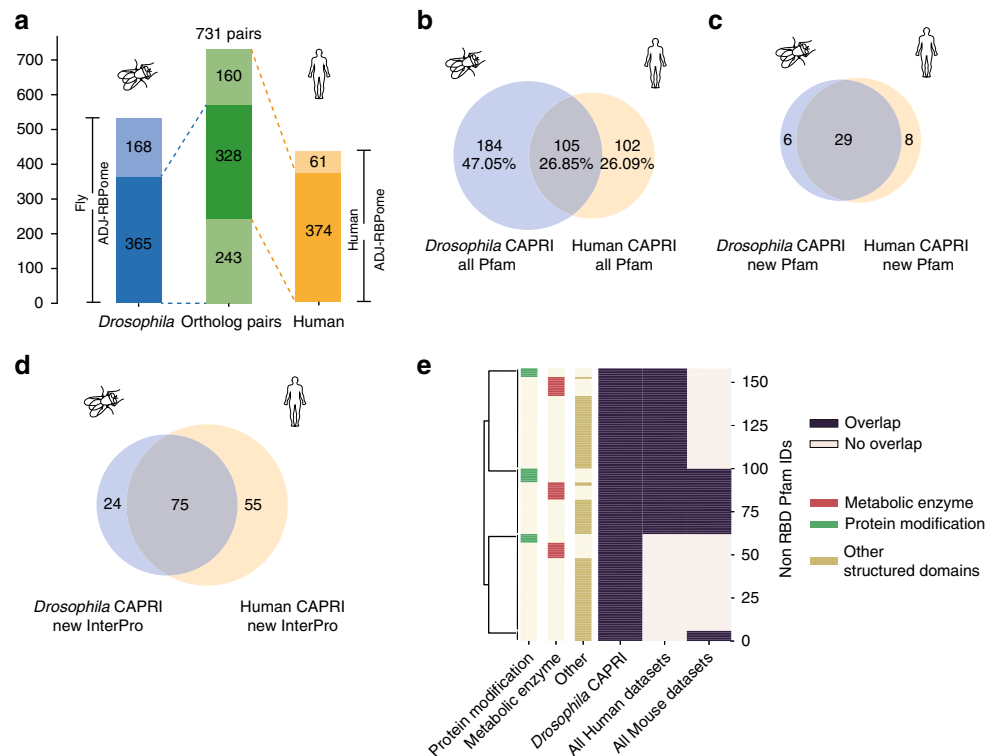 a
731 pairs
700
600
500
400
300
200
100
0
Fly
ADJ-RBPome
168
365
160
328
243
61
374
Human
ADJ-RBPome
Drosophila
Ortholog pairs
Human
b
184
47.05%
105
26.85%
102
26.09%
Drosophila CAPRI
all Pfam
Human CAPRI
all Pfam
c
6
29
8
Drosophila CAPRI
new Pfam
Human CAPRI
new Pfam
d
24
75
55
Drosophila CAPRI
new InterPro
Human CAPRI
new InterPro
e
150
125
100
75
50
25
0
Non RBD Pfam IDs
Protein modification
Metabolic enzyme
Other
Drosophila CAPRI
All Human datasets
All Mouse datasets
Overlap
No overlap
Metabolic enzyme
Protein modification
Other
structured domains